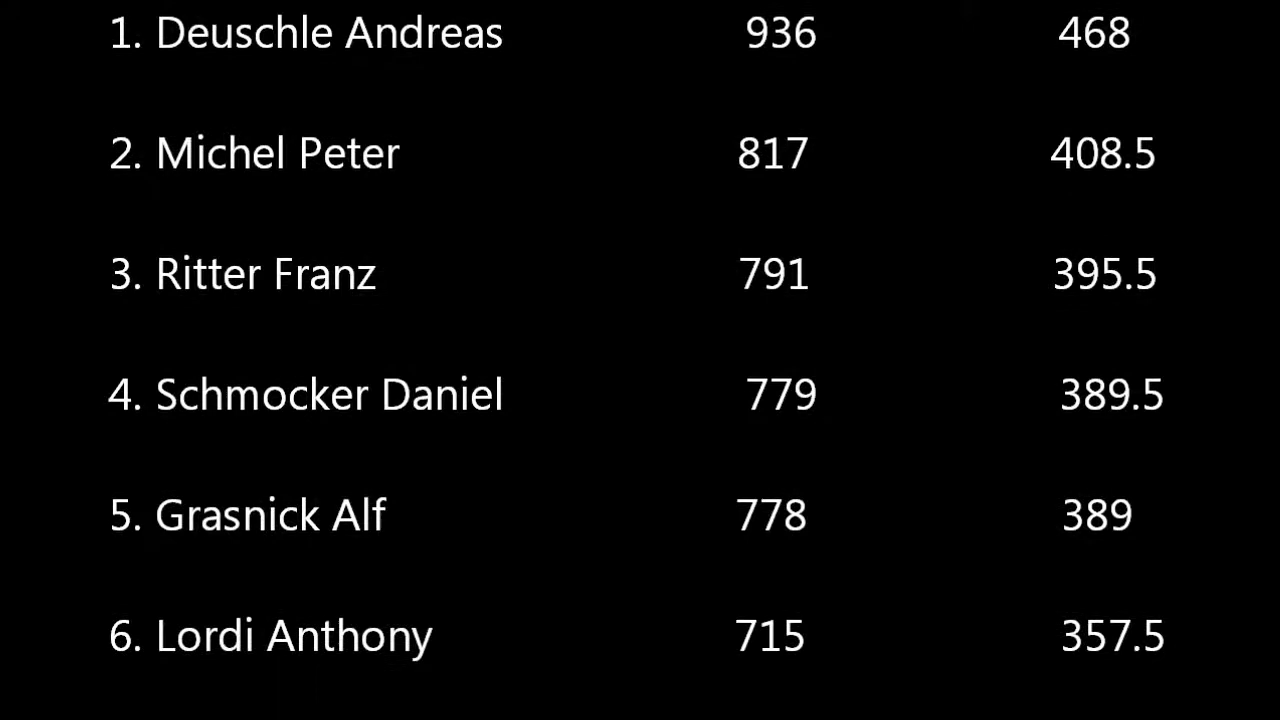 1. Deuschle Andreas 936 468
2. Michel Peter 817 408.5
3. Ritter Franz 791 395.5
4. Schmocker Daniel 779 389.5
5. Grasnick Alf 778 389
6. Lordi Anthony 715 357.5